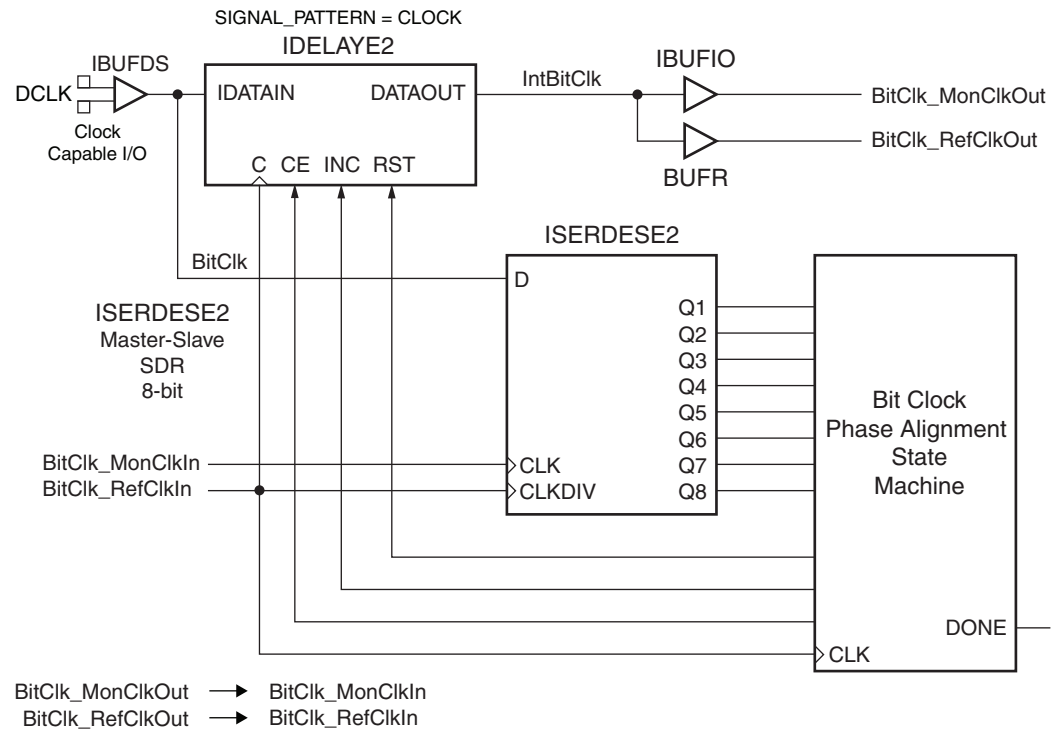 SIGNAL_PATTERN = CLOCK
IDELAYE2
IBUFDS
DCLK
Clock
Capable I/O
IDATAIN
DATAOUT
C
CE
INC
RST
IntBitClk
IBUFIO
BUFR
BitClk_MonClkOut
BitClk_RefClkOut
BitClk
ISERDESE2
Master-Slave
SDR
8-bit
ISERDESE2
D
Q1
Q2
Q3
Q4
Q5
Q6
Q7
Q8
CLK
CLKDIV
BitClk_MonClkIn
BitClk_RefClkIn
Bit Clock
Phase Alignment
State
Machine
DONE
CLK
BitClk_MonClkOut → BitClk_MonClkIn
BitClk_RefClkOut → BitClk_RefClkIn